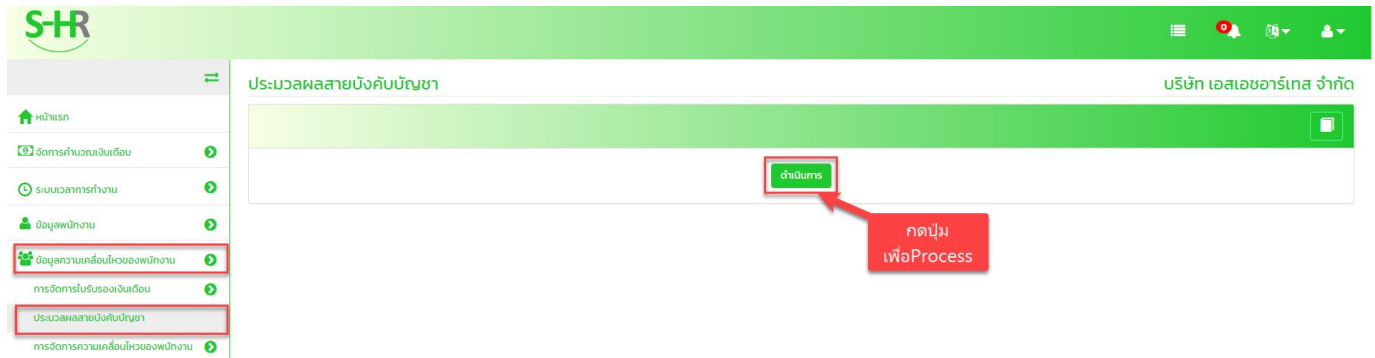 S-HR
0
ประมวลผลสายบังคับบัญชา
บริษัท เอสเอชอาร์เทส จำกัด
หน้าแรก
จัดการคำนวณเงินเดือน
ระบบเวลาการทำงาน
ข้อมูลพนักงาน
ข้อมูลความเคลื่อนไหวของพนักงาน
การจัดการใบรับรองเงินเดือน
ประมวลผลสายบังคับบัญชา
การจัดการความเคลื่อนไหวของพนักงาน
ดำเนินการ
กดปุ่ม
เพื่อProcess